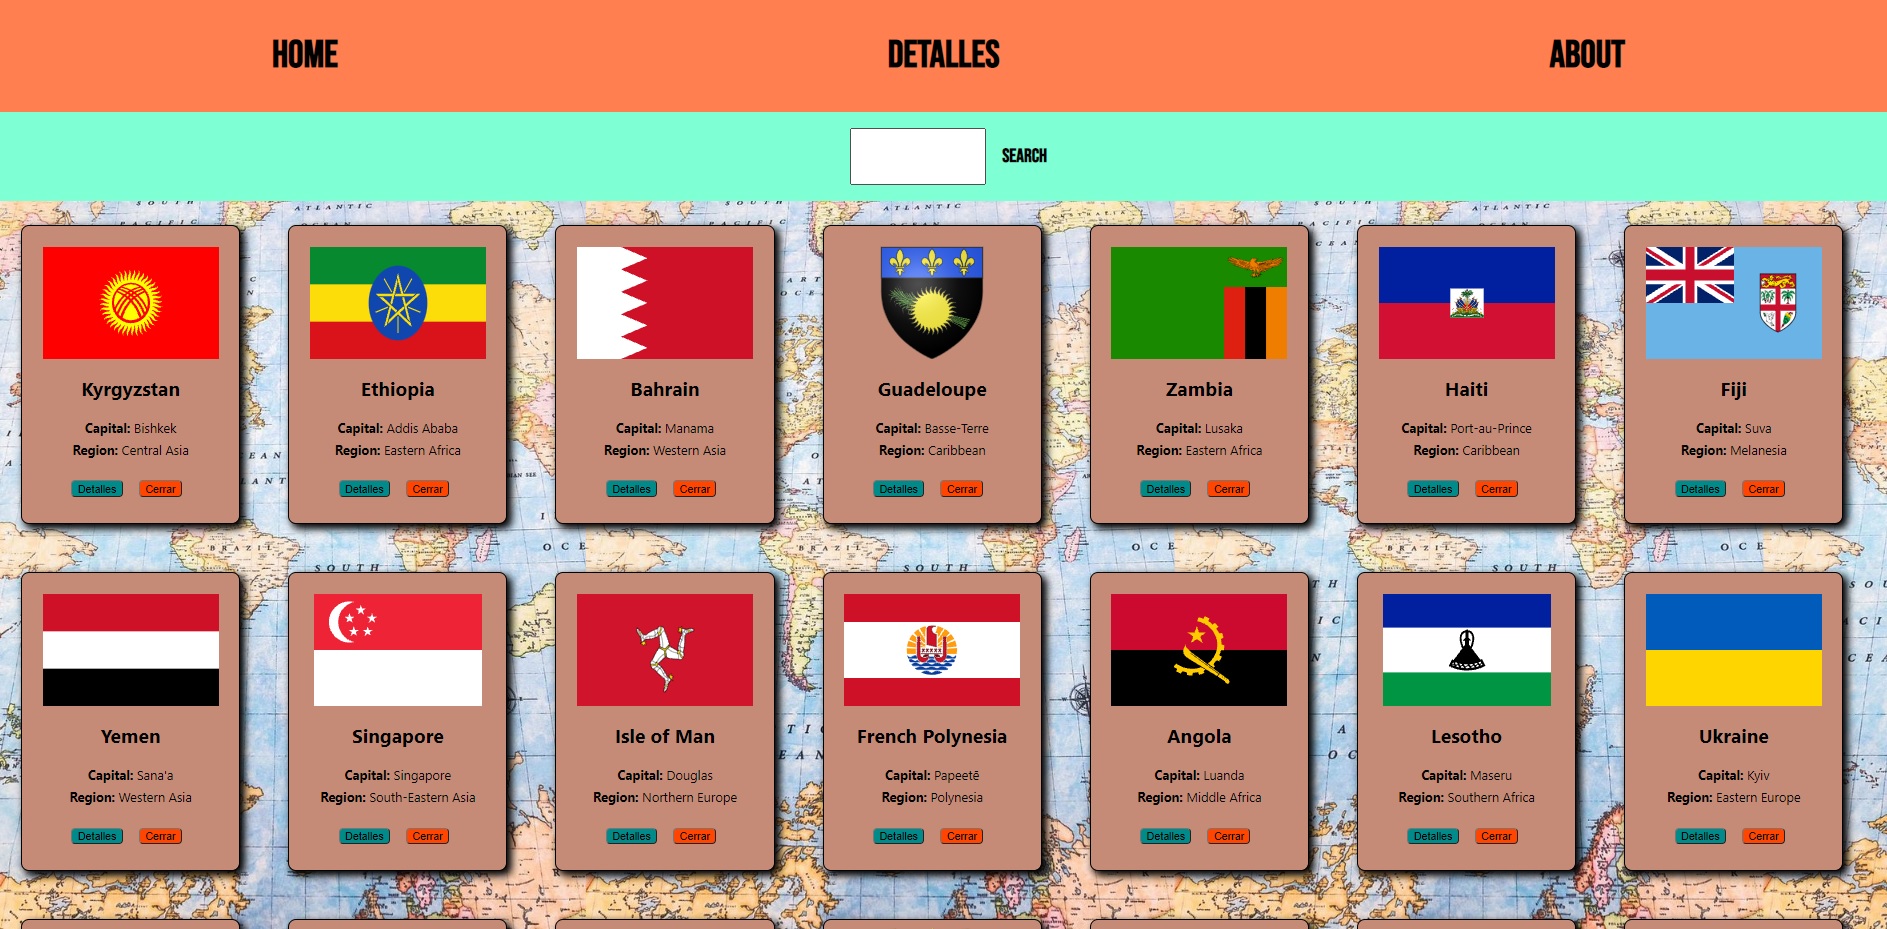 HOME
DETALLES
ABOUT
SEARCH
Kyrgyzstan
Capital: Bishkek
Region: Central Asia
Detalles Cerrar
Ethiopia
Capital: Addis Ababa
Region: Eastern Africa
Detalles Cerrar
Bahrain
Capital: Manama
Region: Western Asia
Detalles Cerrar
Guadeloupe
Capital: Basse-Terre
Region: Caribbean
Detalles Cerrar
Zambia
Capital: Lusaka
Region: Eastern Africa
Detalles Cerrar
Haiti
Capital: Port-au-Prince
Region: Caribbean
Detalles Cerrar
Fiji
Capital: Suva
Region: Melanesia
Detalles Cerrar
BRAZIL
BRAZIL
BRAZIL
SOUTH
SOUTH
SOUTH
Yemen
Capital: Sana'a
Region: Western Asia
Detalles Cerrar
Singapore
Capital: Singapore
Region: South-Eastern Asia
Detalles Cerrar
Isle of Man
Capital: Douglas
Region: Northern Europe
Detalles Cerrar
French Polynesia
Capital: Papeetē
Region: Polynesia
Detalles Cerrar
Angola
Capital: Luanda
Region: Middle Africa
Detalles Cerrar
Lesotho
Capital: Maseru
Region: Southern Africa
Detalles Cerrar
Ukraine
Capital: Kyiv
Region: Eastern Europe
Detalles Cerrar